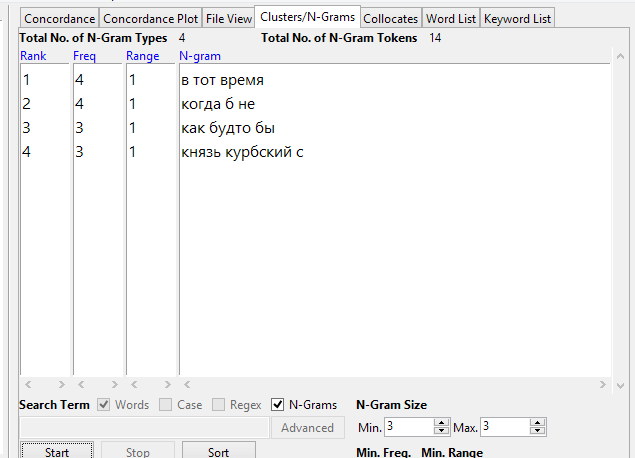 Concordance Concordance Plot File View Clusters/N-Grams Collocates Word List Keyword List
Total No. of N-Gram Types 4 Total No. of N-Gram Tokens 14
Rank Freq Range N-gram
1 4 1 в тот время
2 4 1 когда б не
3 3 1 как будто бы
4 3 1 князь курбский с
Search Term Words Case Regex N-Grams N-Gram Size
Advanced Min. 3 Max. 3
Start Stop Sort Min. Freq. Min. Range